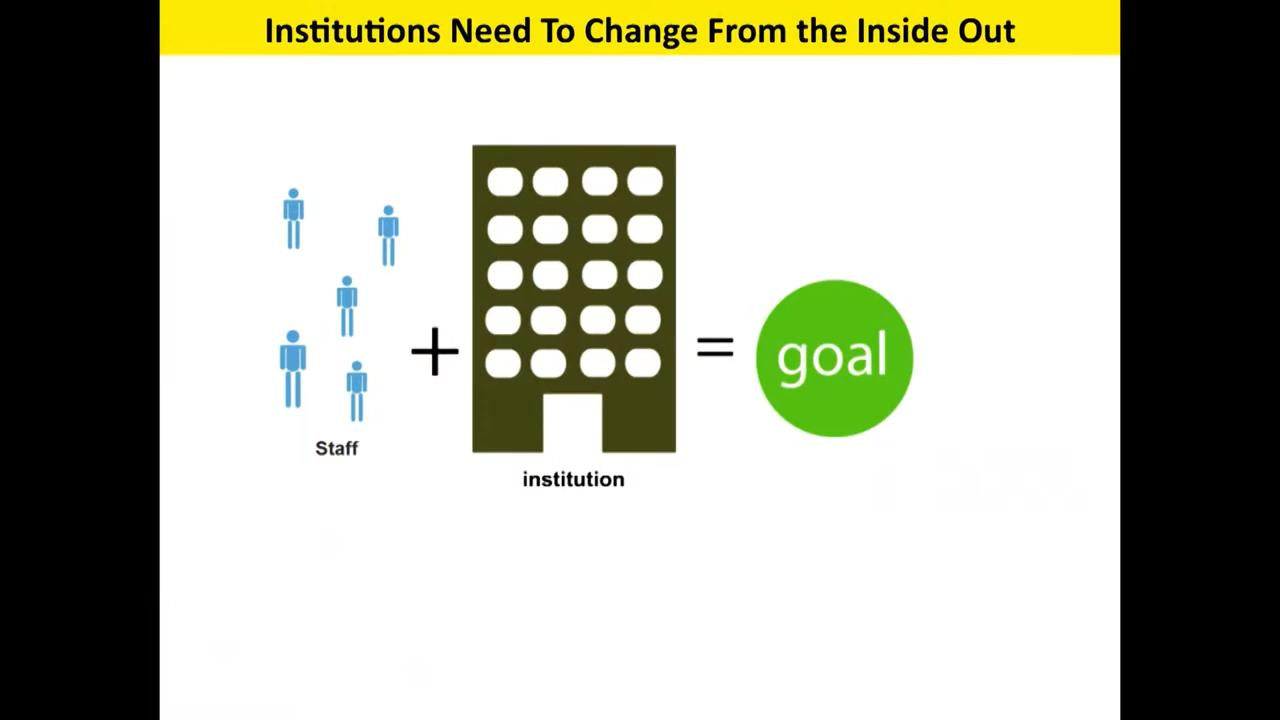 Institutions Need To Change From the Inside Out
+
=
goal
Staff
institution